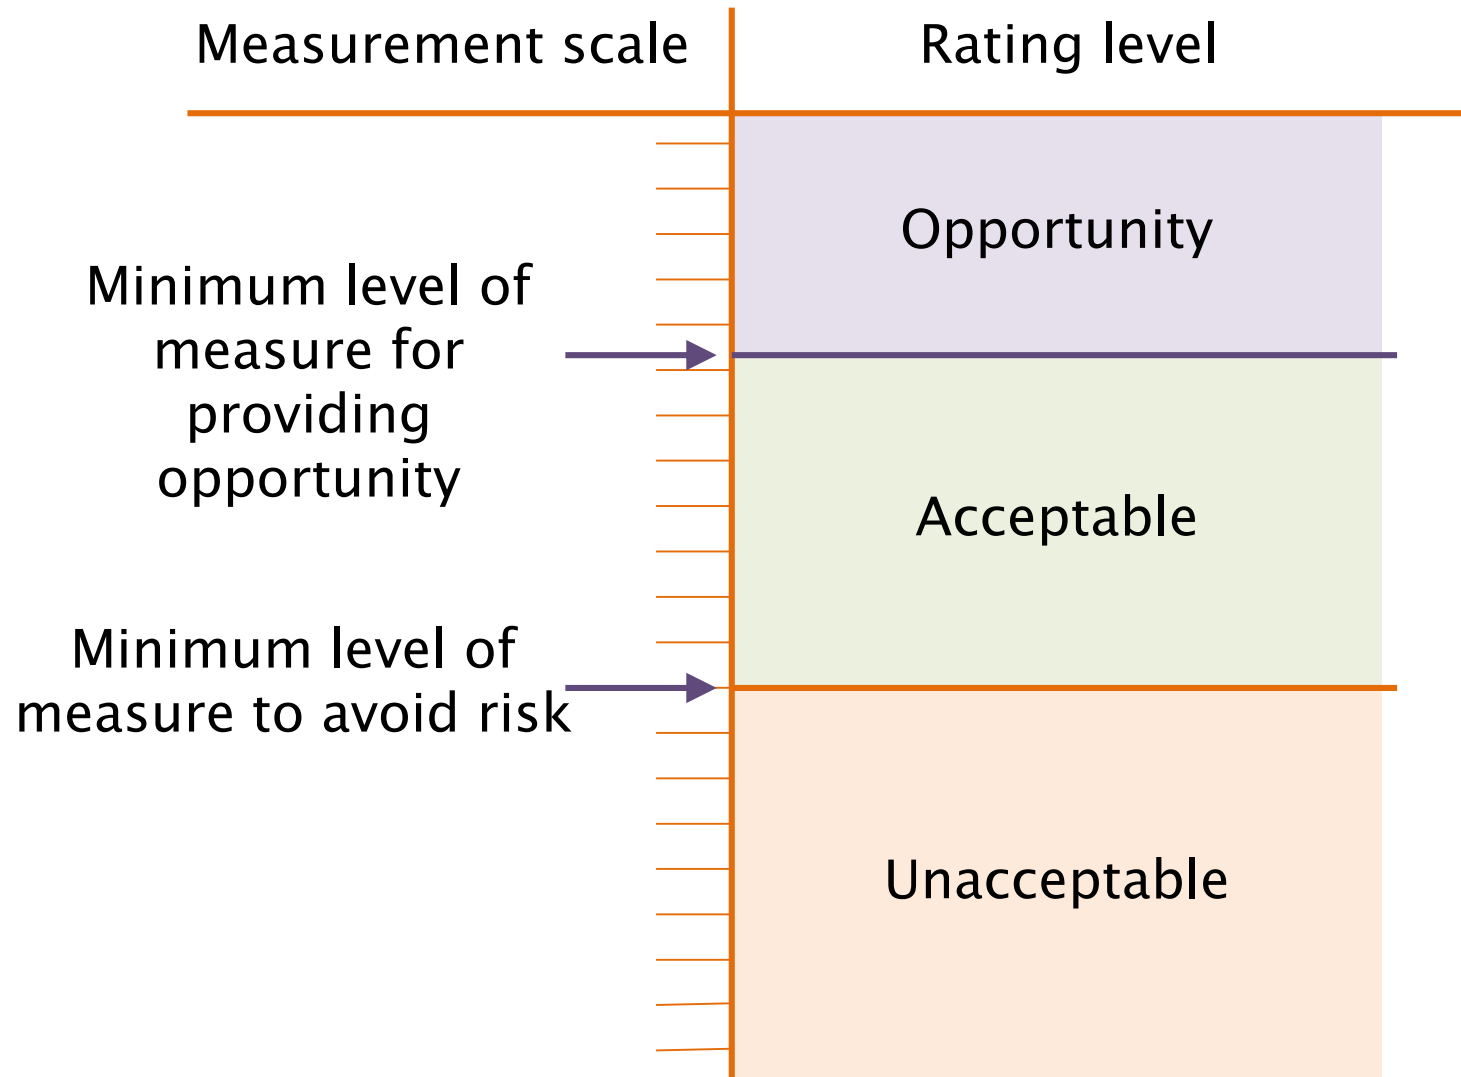 Measurement scale
Rating level
Opportunity
Minimum level of
measure for
providing
opportunity
Acceptable
Minimum level of
measure to avoid risk
Unacceptable